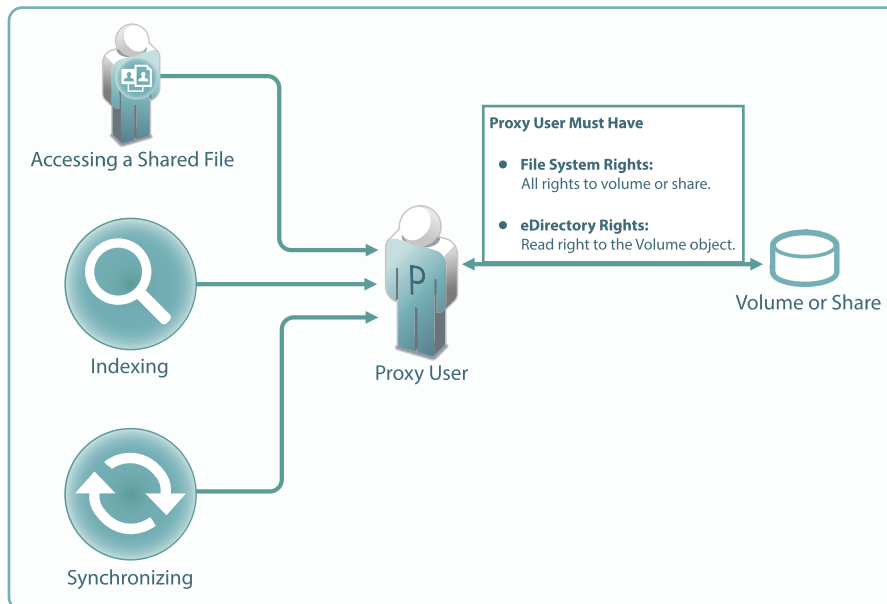 Accessing a Shared File
Indexing
Synchronizing
P
Proxy User
Proxy User Must Have
● File System Rights:
All rights to volume or share.
● eDirectory Rights:
Read right to the Volume object.
Volume or Share